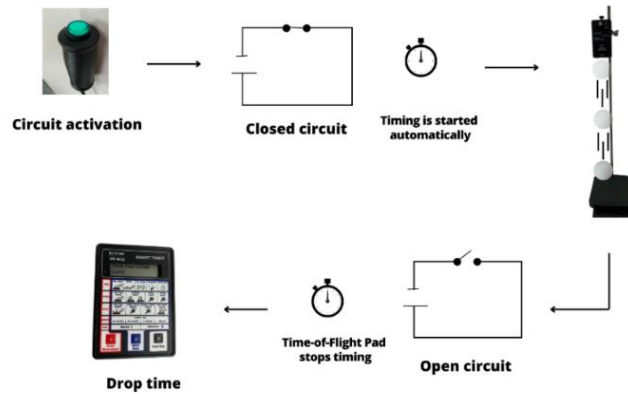 Circuit activation
Closed circuit
Timing is started
automatically
Time-of-Flight Pad
stops timing
Open circuit
Drop time
SMART TIMER